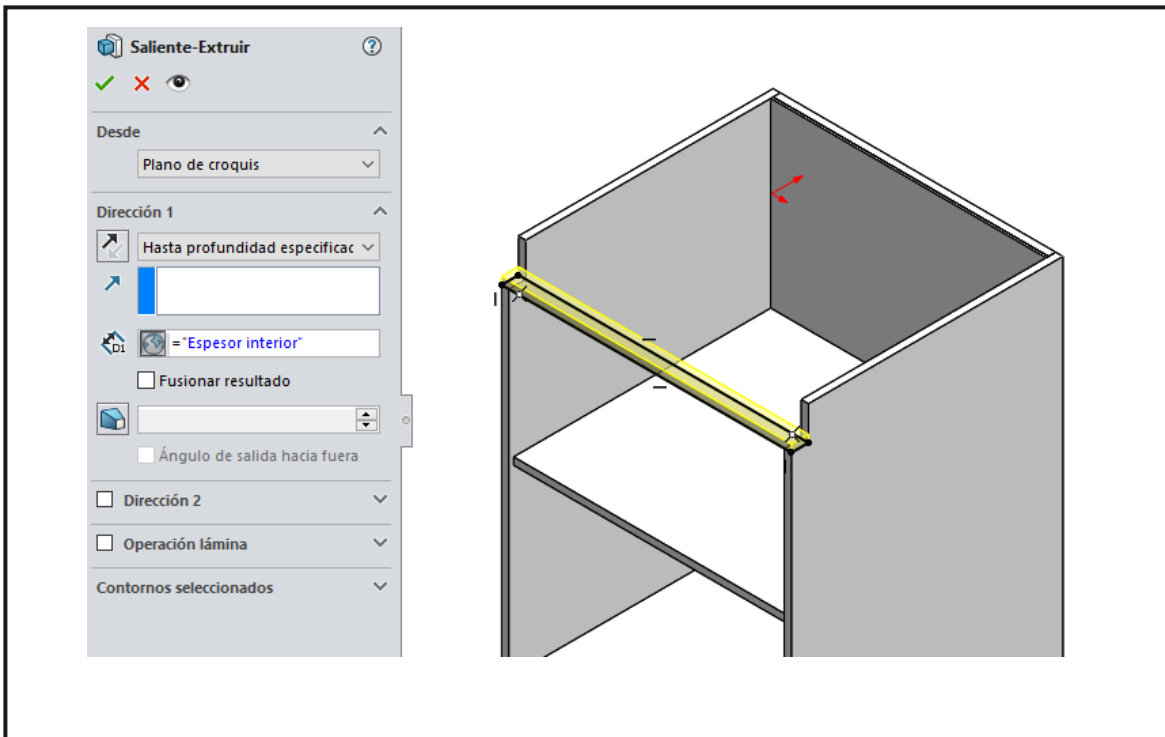 Saliente-Extruir
Desde
Plano de croquis
Dirección 1
Hasta profundidad especificac
D1
="Espesor interior"
Fusionar resultado
Ángulo de salida hacia fuera
Dirección 2
Operación lámina
Contornos seleccionados